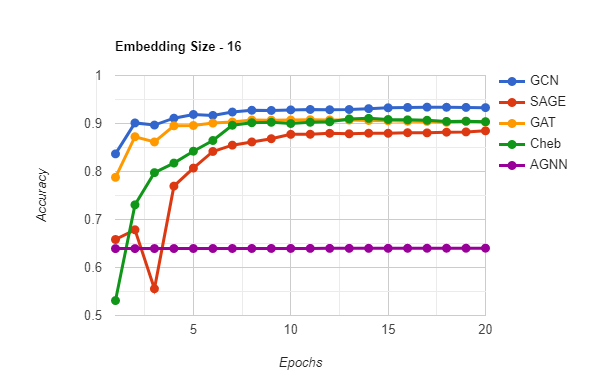 Embedding Size - 16
1
0.9
0.8
0.7
0.6
0.5
Accuracy
5
10
15
20
Epochs
GCN
SAGE
GAT
Cheb
AGNN